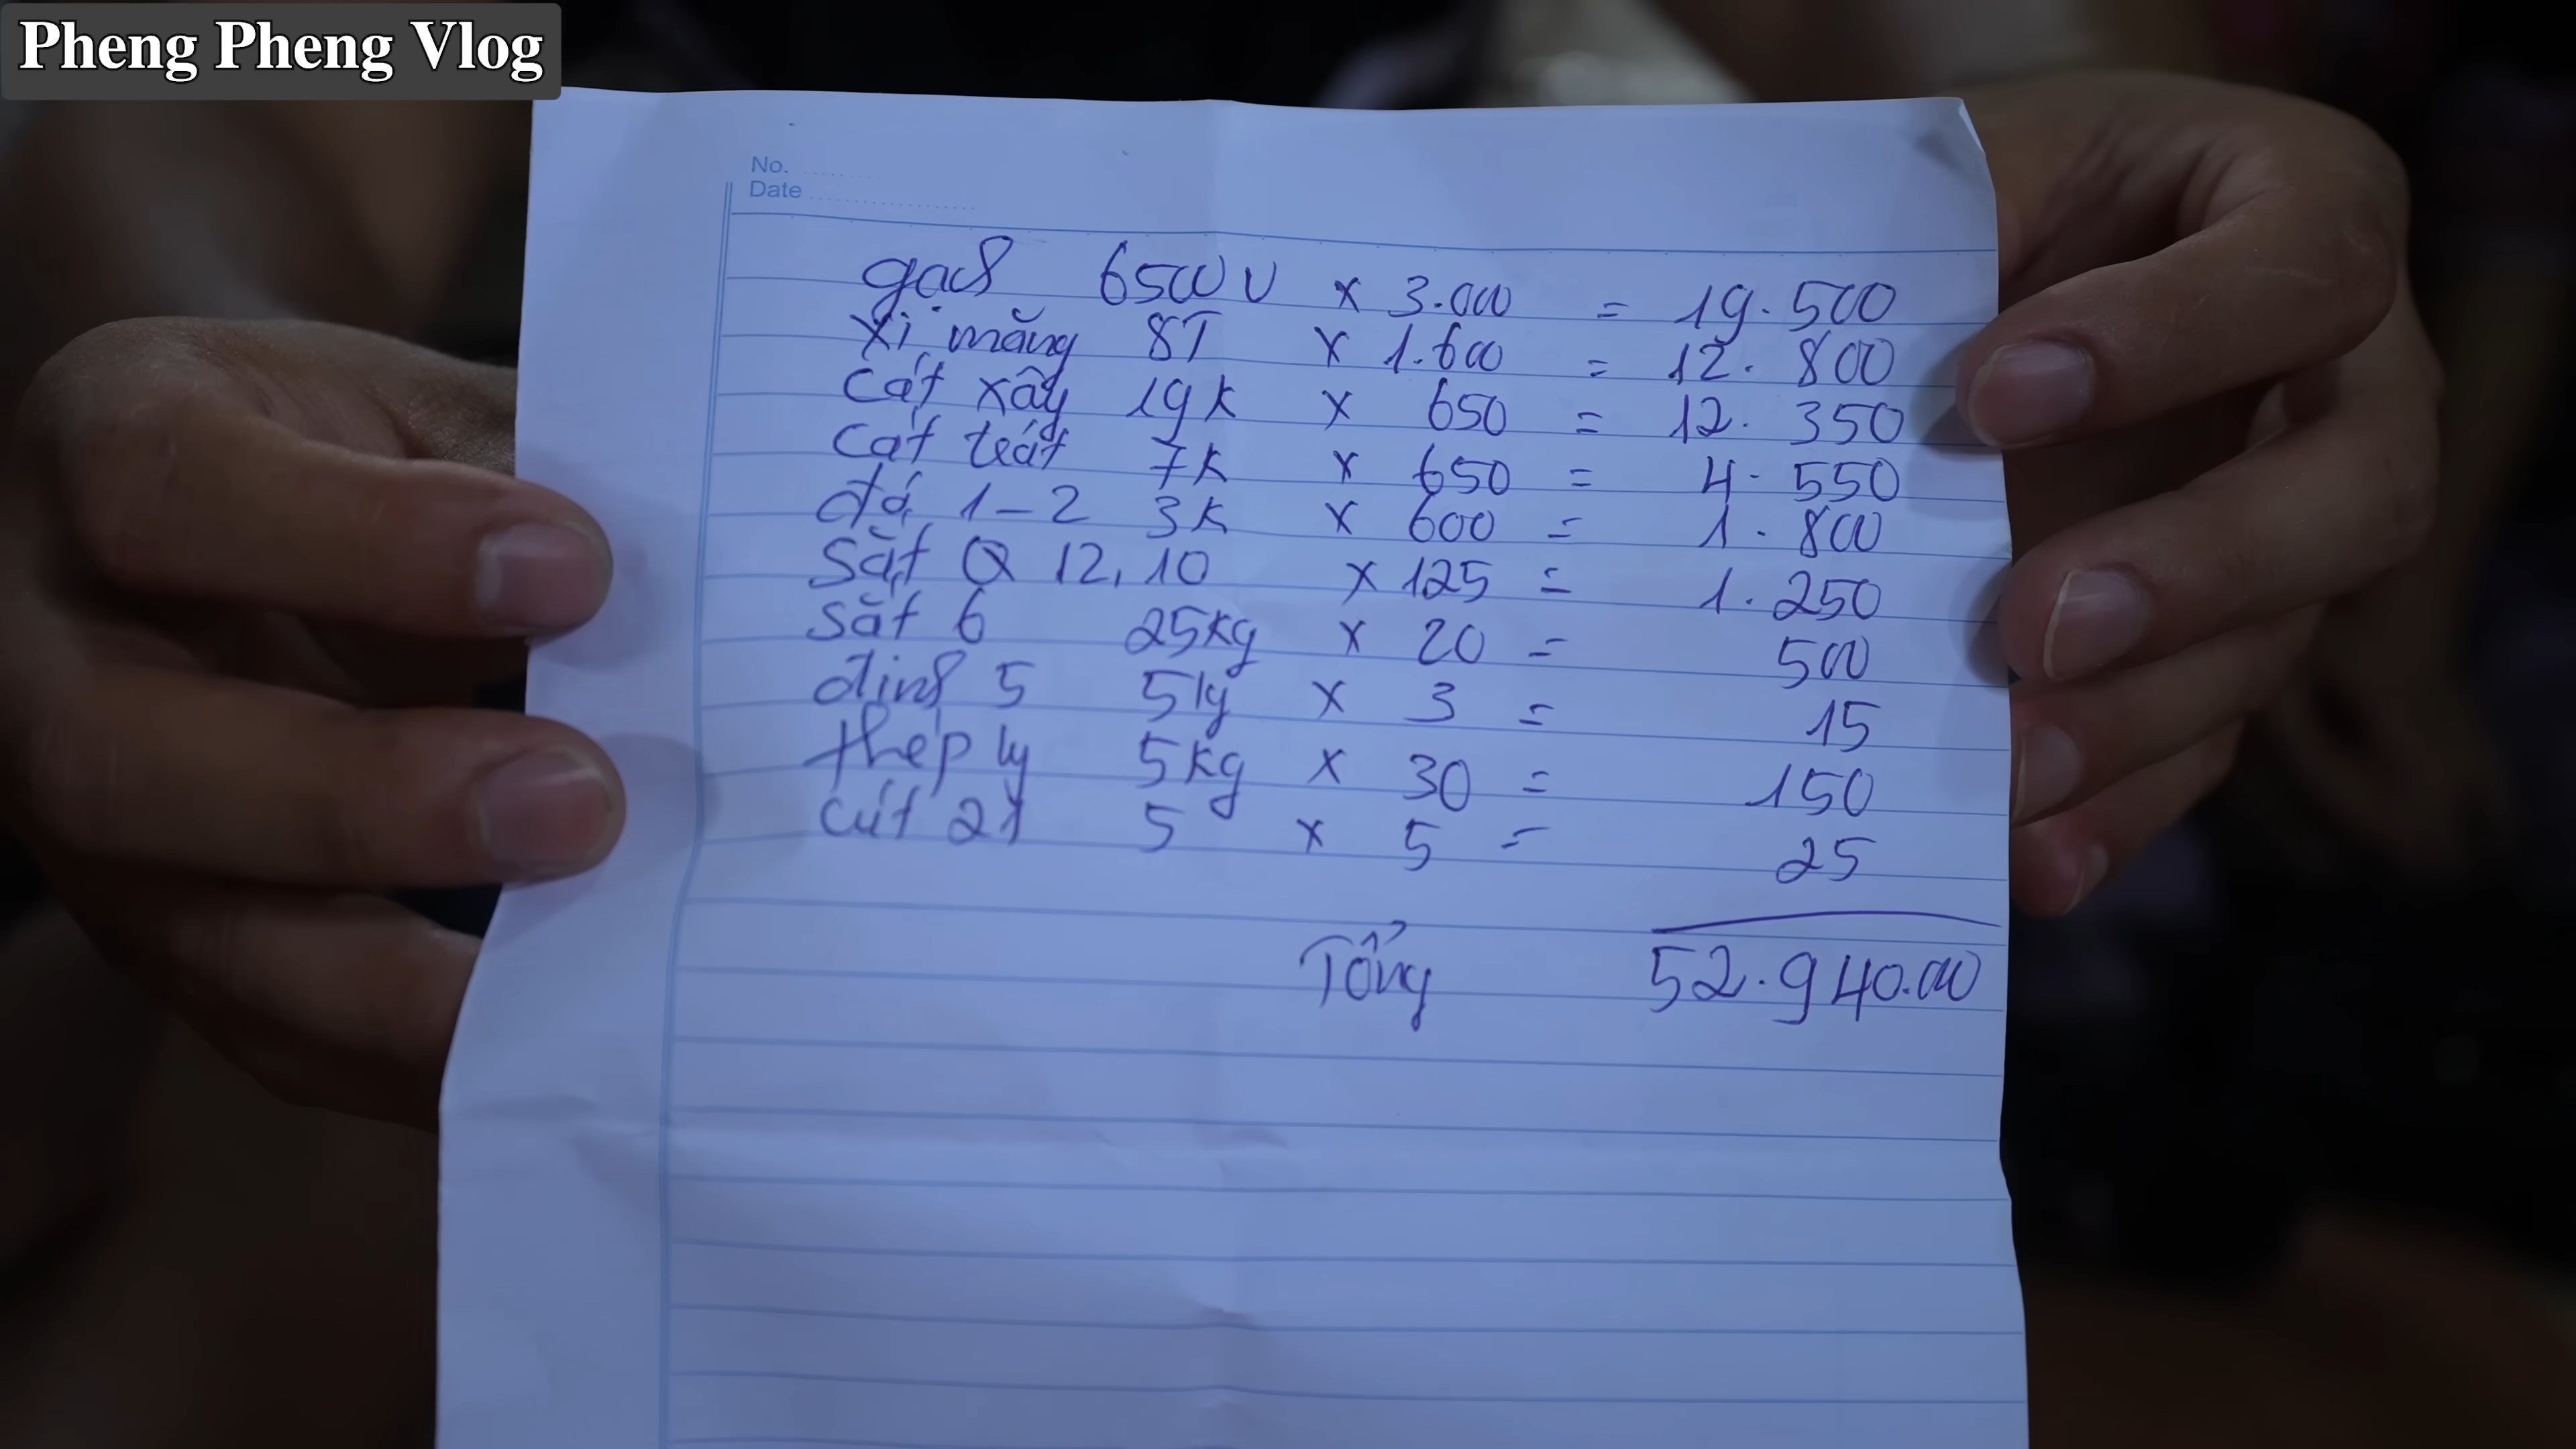 Pheng Pheng Vlog
No. ........
Date ..................
gạch 6500 V x 3.000 = 19.500
Xi măng 8T x 1.600 = 12.800
Cát xây 19K x 650 = 12.350
Cát trát 7K x 650 = 4.550
đá 1-2 3K x 600 = 1.800
Sắt Q 12, 10 x 125 = 1.250
Sắt 6 25kg x 20 = 500
đinh 5 5kg x 3 = 15
thép ly 5kg x 30 = 150
Cút 21 5 x 5 = 25
Tổng 52.940.00